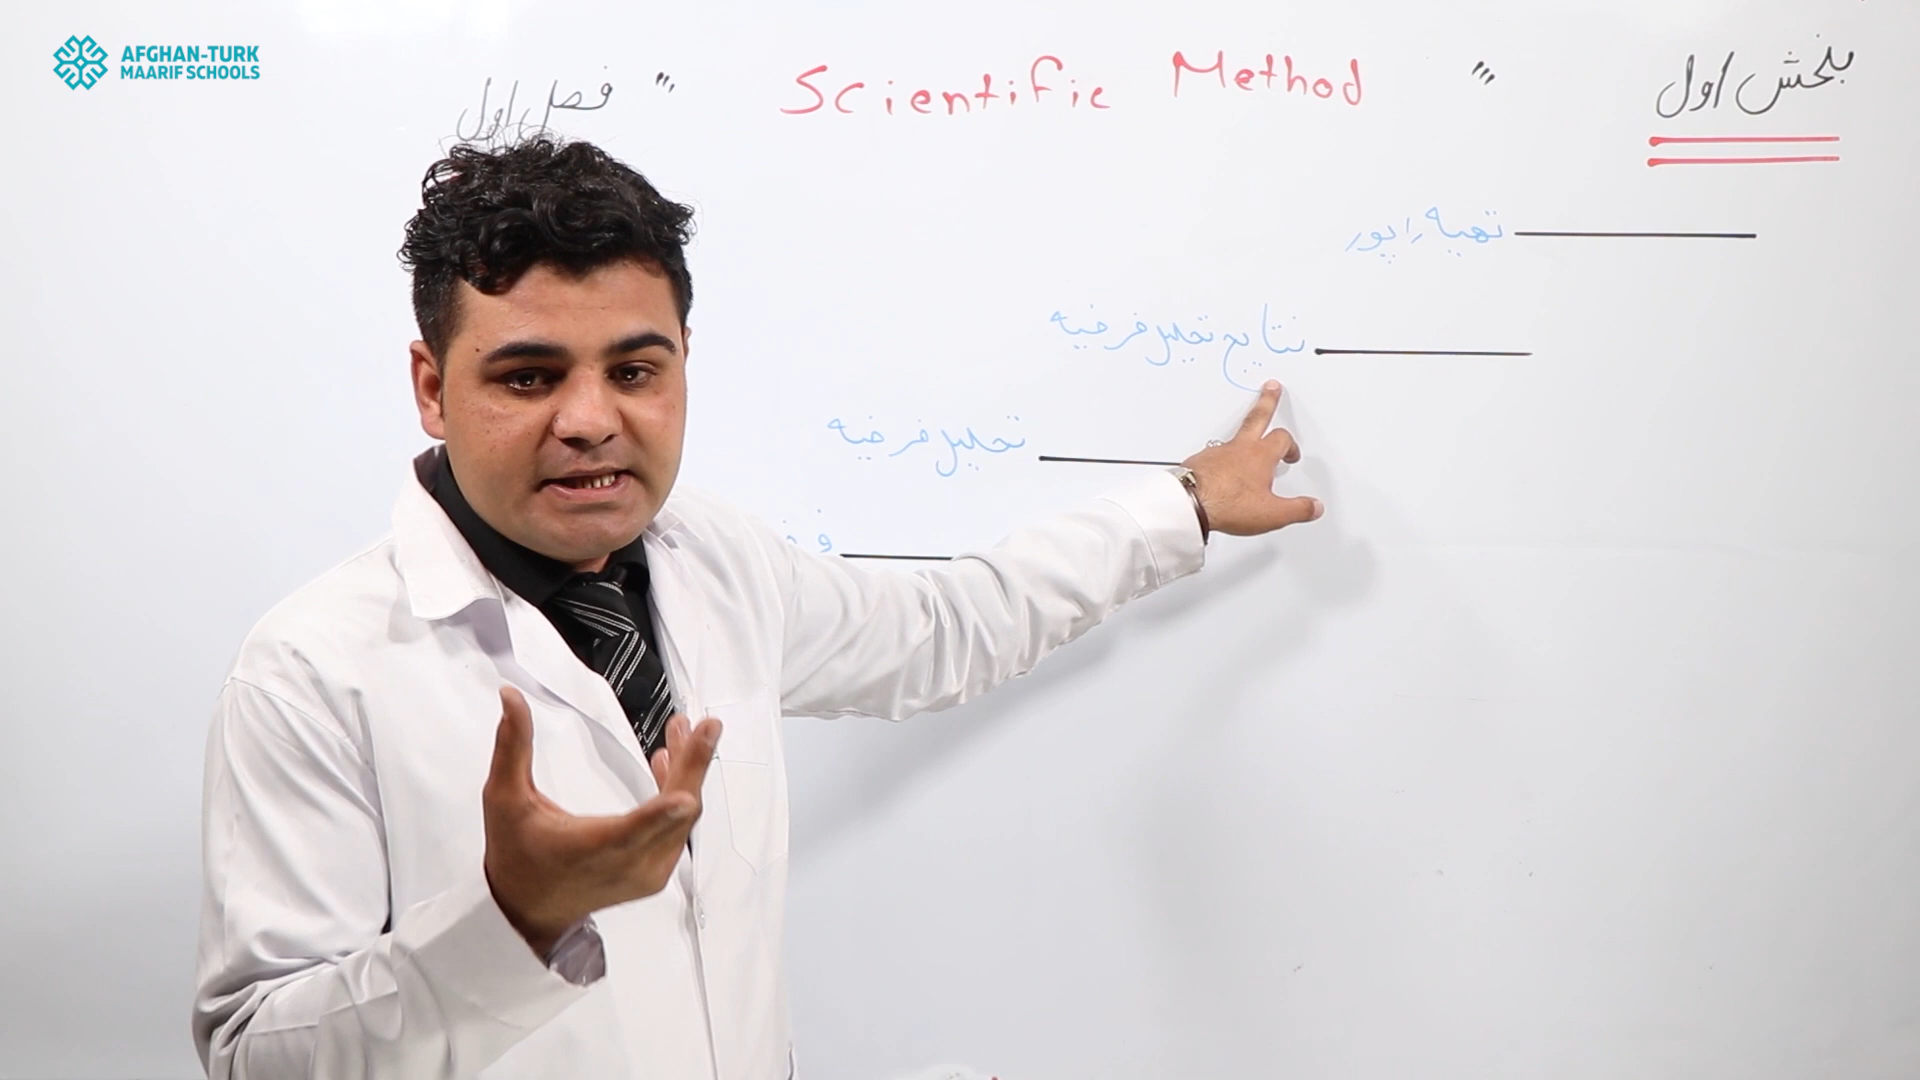 AFGHAN-TURK
MAARIF SCHOOLS
بخش اول
" Scientific Method "
فصل اول
تهیه راپور
نتایج تحلیل فرضیه
تحلیل فرضیه